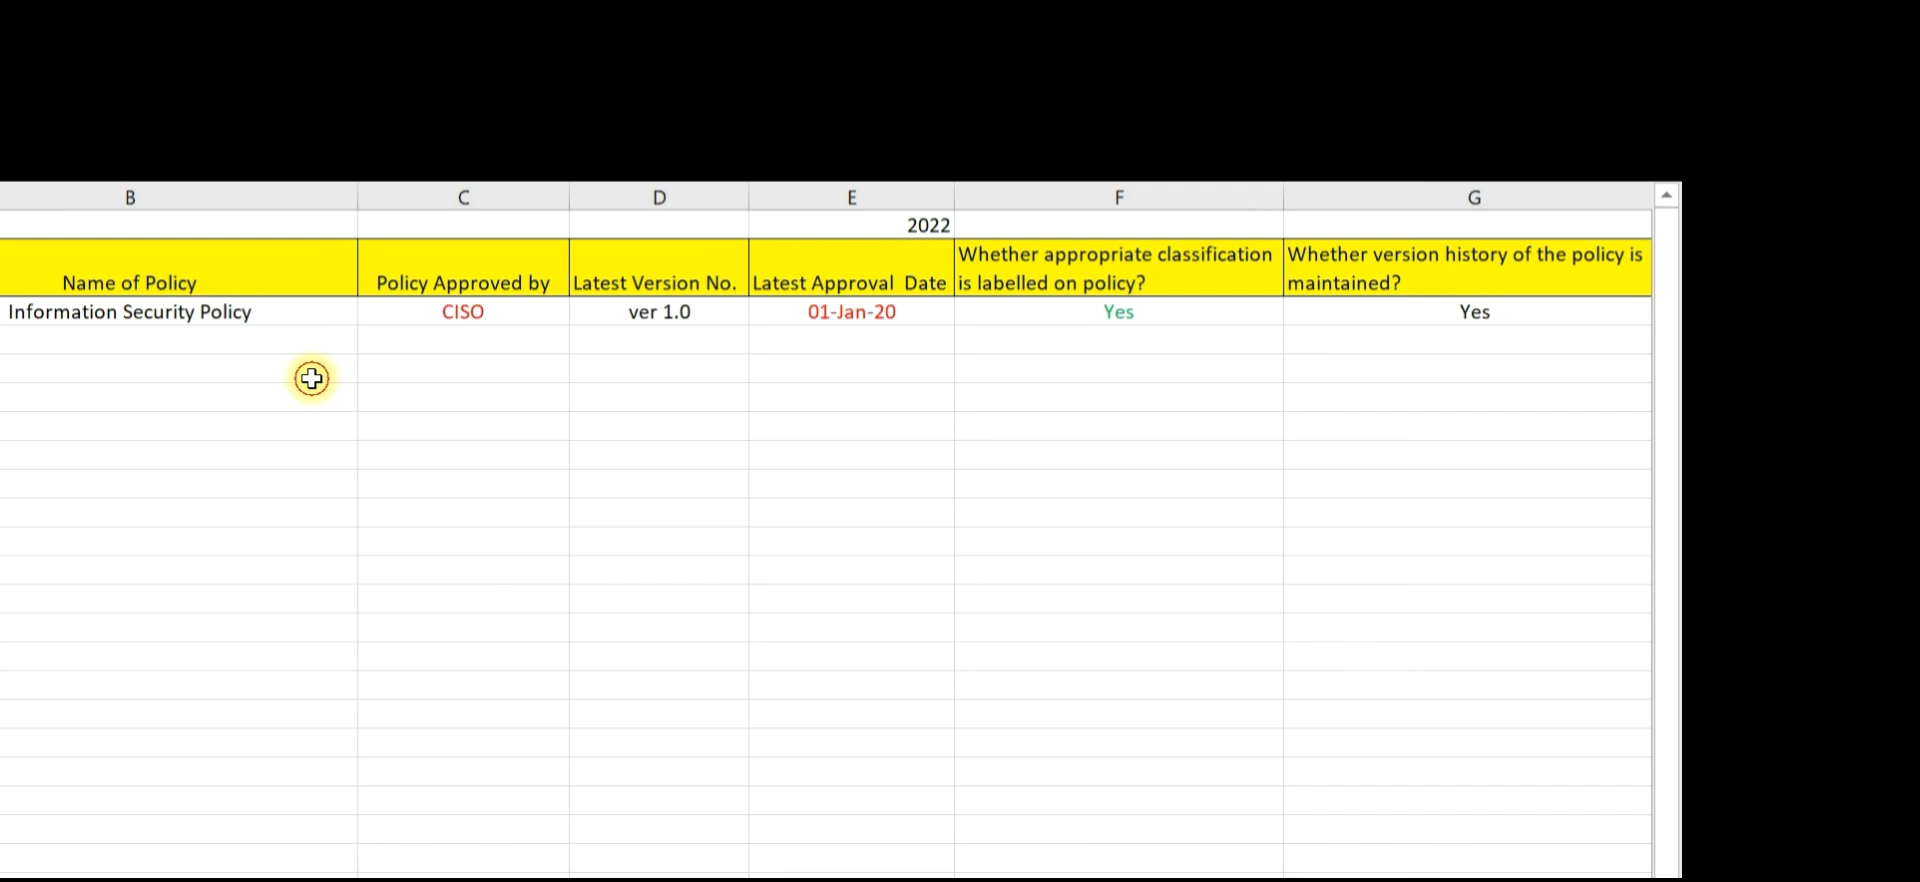 B C D E F G
2022
Name of Policy Policy Approved by Latest Version No. Latest Approval Date Whether appropriate classification is labelled on policy? Whether version history of the policy is maintained?
Information Security Policy CISO ver 1.0 01-Jan-20 Yes Yes